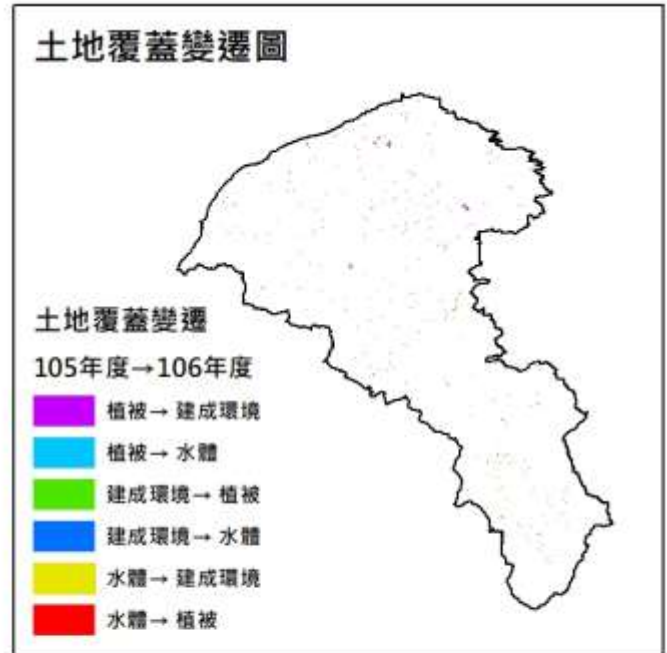 土地覆蓋變遷圖
土地覆蓋變遷
105年度→106年度
植被→建成環境
植被→水體
建成環境→植被
建成環境→水體
水體→建成環境
水體→植被